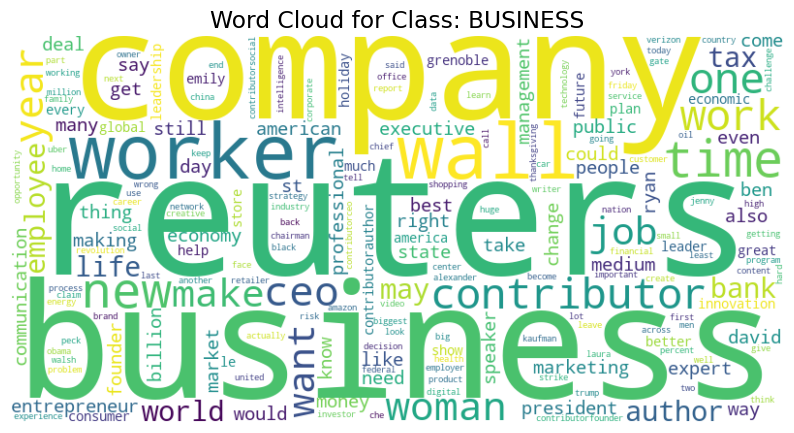 Word Cloud for Class: BUSINESS
deal company tax come
say get emily grenoble one
year many global still american executive public economic plan
worker wall work time
employee day st professional much could people even
reuters
thing economy store best right management future ryan ben also
making help america state take change job leader great
communication life contributorauthor medium
new make ceo may contributor bank innovation
business
founder billion market le want know like need show speaker marketing better expert david
entrepreneur consumer world would money woman president author way
owner part working million family next end china contributorsocial intelligence corporate holiday leadership
said office report data learn york technology friday service gate today verizon country challenge
opportunity uber home every keep wrong use career network creative social revolution
strategy industry back chairman black tell chief call car thanksgiving going oil customer
shopping writer huge nation jenny high getting small financial least program content hard
process claim energy last another retailer face contributorceo amazon center alexander become important create
brand peck obama walsh problem actually risk video biggest look decision federal
big kaufman lot leave across men first percent laura well give
experience united investor che employer health product digital strike trump two think contributorfounder